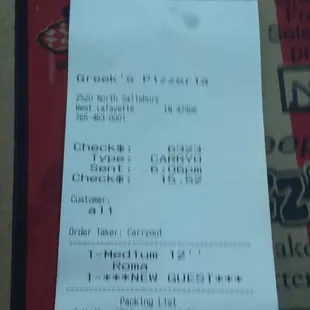 Greek's Pizzeria
2520 North Salisbury
West Lafayette IN 47906
765-463-0001
Check#: 6323
Type: CARRYO
Sent: 6:06pm
Check$: 15.52
Customer:
ali
Order Taker: Carryout
1-Medium 12''
Roma
1-***NEW GUEST***
Packing List